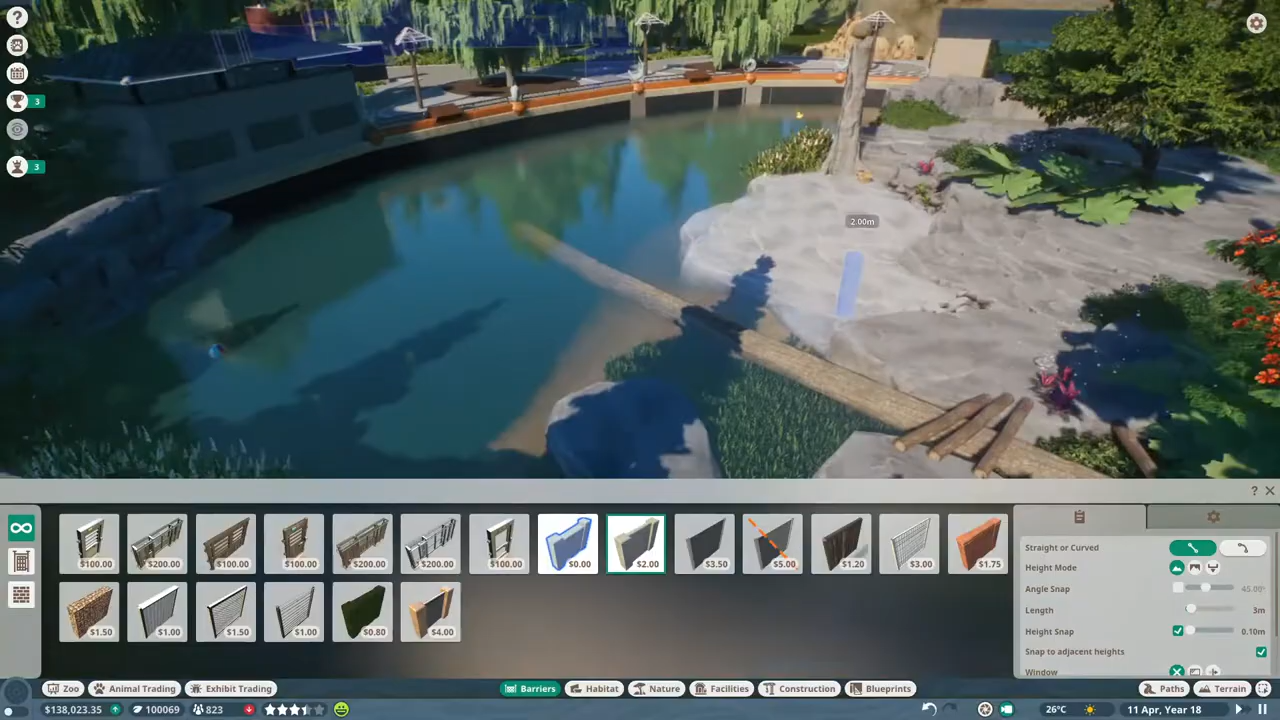 ?
3
3
2.00m
? ×
$100.00 $200.00 $100.00 $100.00 $200.00 $200.00 $100.00 $0.00 $2.00 $3.50 $5.00 $1.20 $3.00 $1.75
$1.50 $1.00 $1.50 $1.00 $0.80 $4.00
Straight or Curved
Height Mode
Angle Snap 45.00°
Length 3m
Height Snap 0.10m
Snap to adjacent heights
Window
Zoo Animal Trading Exhibit Trading Barriers Habitat Nature Facilities Construction Blueprints Paths Terrain
$138,023.35 100069 823 26°C 11 Apr, Year 18